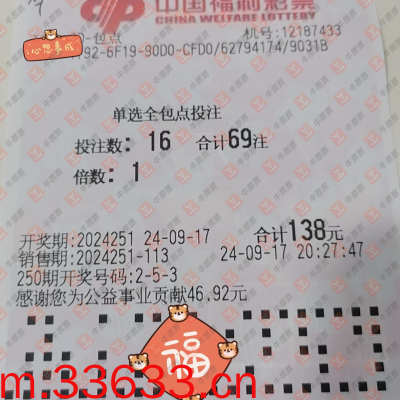 中国福利彩票
CHINA WELFARE LOTTERY
包点 机号:12187433
92-6F19-90D0-CFD0/62794174/9031B
心想事成
单选全包点投注
投注数: 16 合计69注
倍数: 1
开奖期:2024251 24-09-17 合计138元
销售期:2024251-113 24-09-17 20:27:47
250期开奖号码:2-5-3
感谢您为公益事业贡献46.92元
福
m.33633.cn